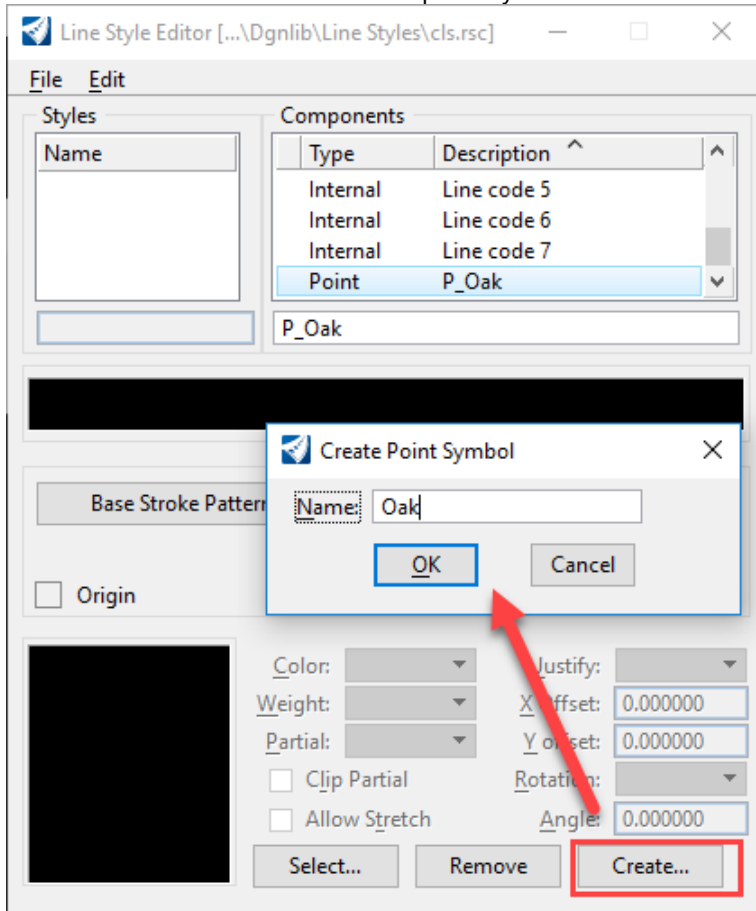 Line Style Editor [...\Dgnlib\Line Styles\cls.rsc]
File Edit
Styles Components
Name Type Description
Internal Line code 5
Internal Line code 6
Internal Line code 7
Point P_Oak
P_Oak
Create Point Symbol
Base Stroke Pattern Name: Oak
OK Cancel
Origin
Color: Justify:
Weight: X Offset: 0.000000
Partial: Y offset: 0.000000
Clip Partial Rotation:
Allow Stretch Angle: 0.000000
Select... Remove Create...